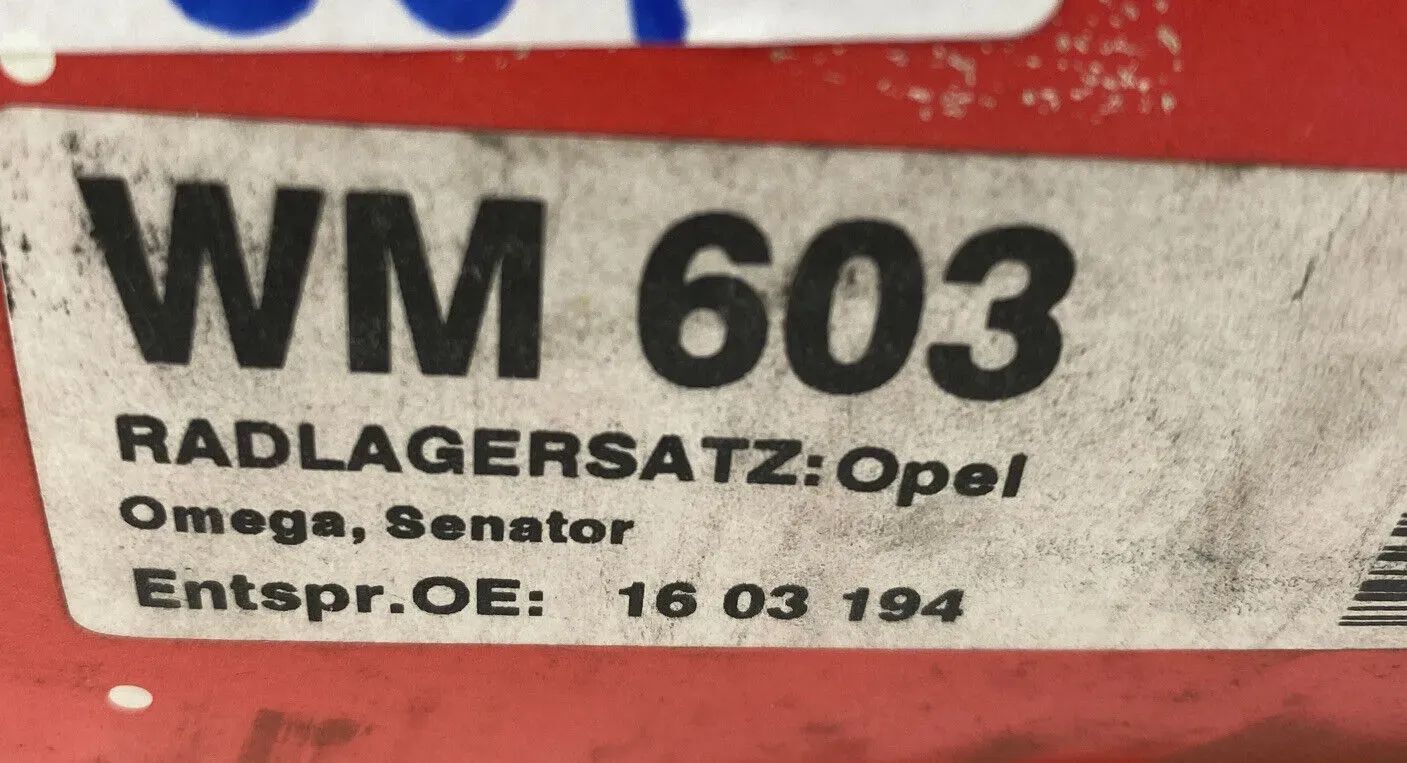 WM 603
RADLAGERSATZ: Opel
Omega, Senator
Entspr.OE: 16 03 194